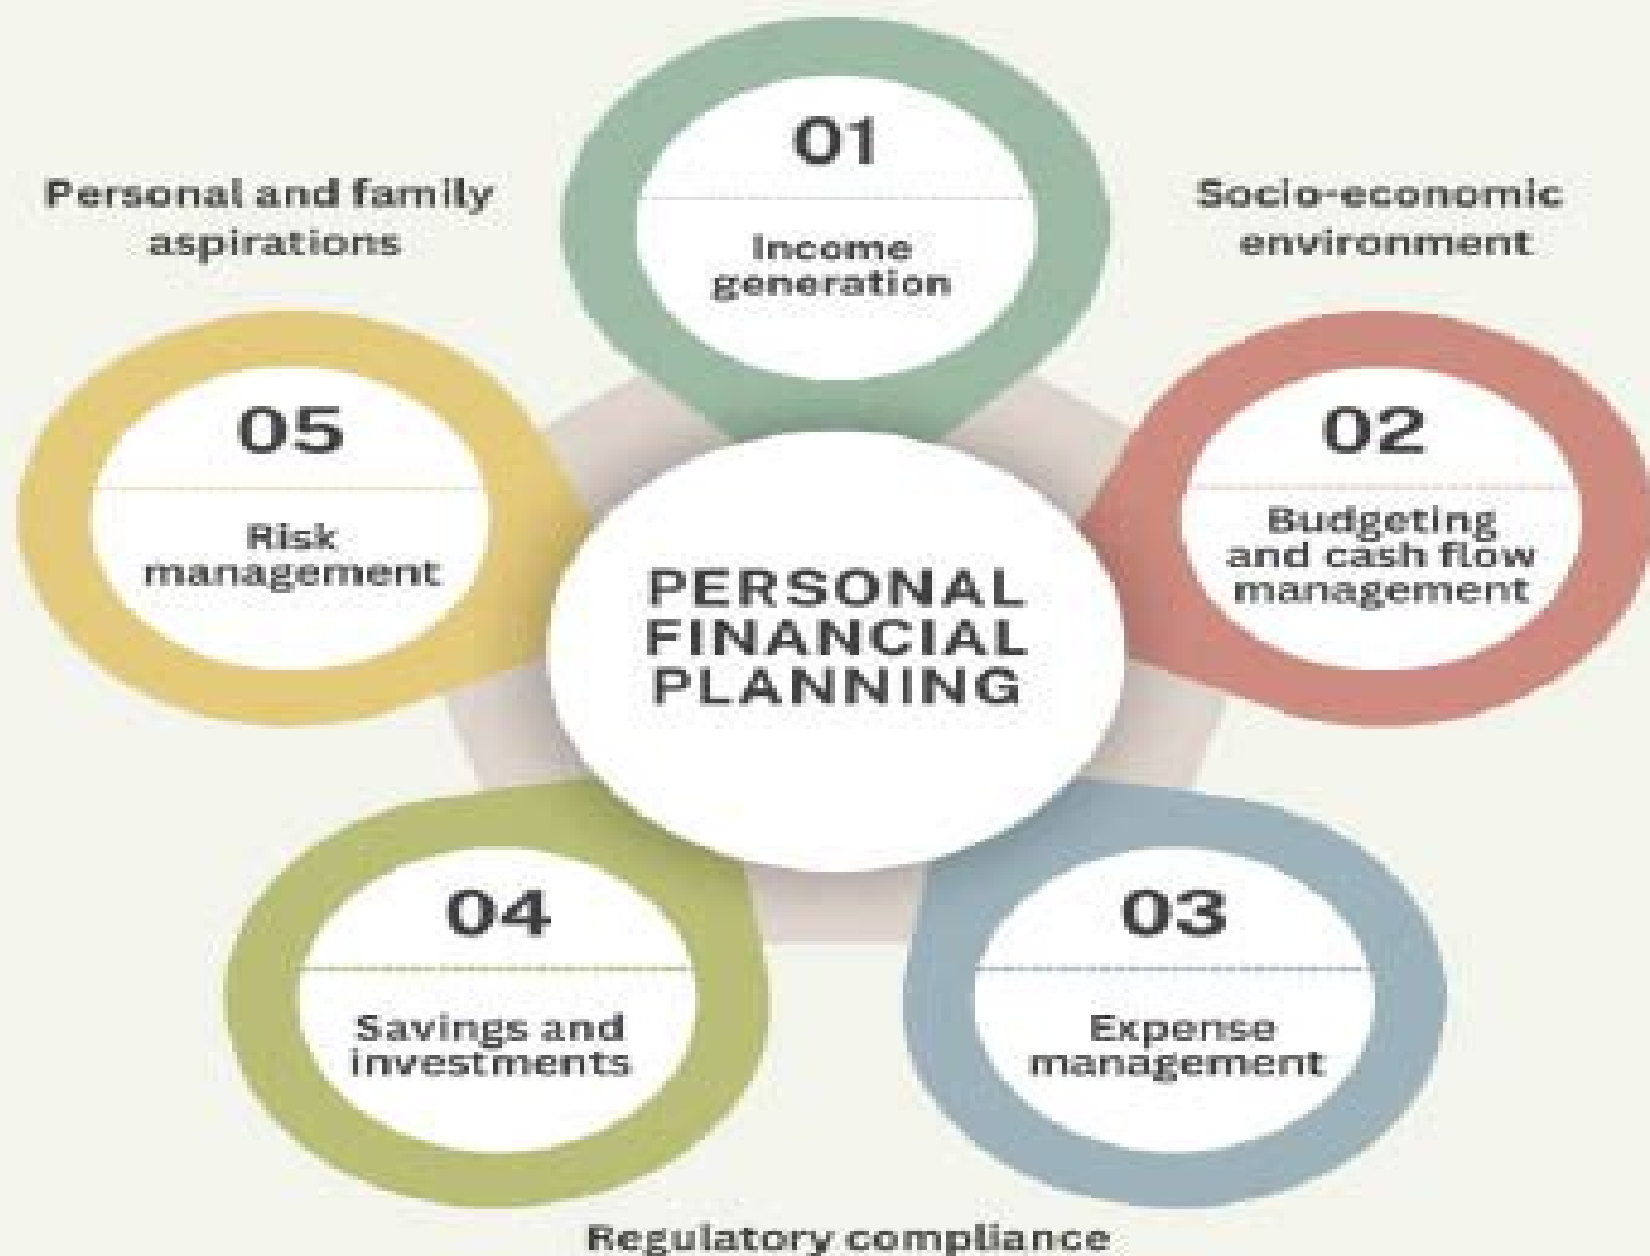 01
Income
generation
Personal and family
aspirations
Socio-economic
environment
05
Risk
management
02
Budgeting
and cash flow
management
PERSONAL
FINANCIAL
PLANNING
04
Savings and
investments
03
Expense
management
Regulatory compliance